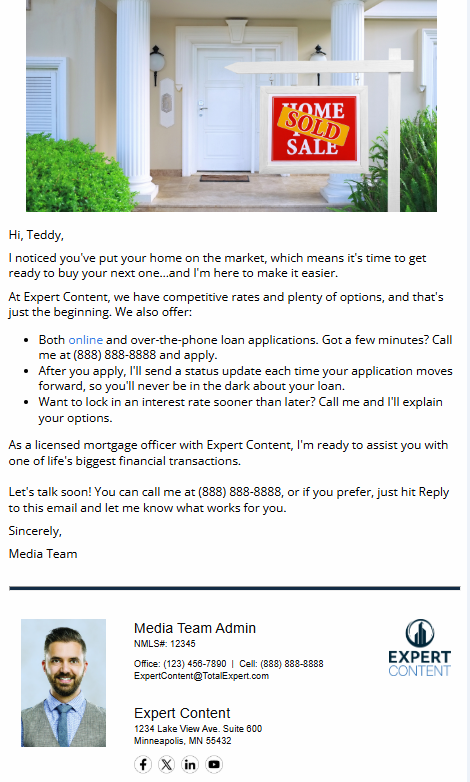 HOME
SOLD
SALE
Hi, Teddy,
I noticed you've put your home on the market, which means it's time to get
ready to buy your next one...and I'm here to make it easier.
At Expert Content, we have competitive rates and plenty of options, and that's
just the beginning. We also offer:
• Both online and over-the-phone loan applications. Got a few minutes? Call
me at (888) 888-8888 and apply.
• After you apply, I'll send a status update each time your application moves
forward, so you'll never be in the dark about your loan.
• Want to lock in an interest rate sooner than later? Call me and I'll explain
your options.
As a licensed mortgage officer with Expert Content, I'm ready to assist you with
one of life's biggest financial transactions.
Let's talk soon! You can call me at (888) 888-8888, or if you prefer, just hit Reply
to this email and let me know what works for you.
Sincerely,
Media Team
Media Team Admin
NMLS#: 12345
Office: (123) 456-7890 | Cell: (888) 888-8888
ExpertContent@TotalExpert.com
EXPERT
CONTENT
Expert Content
1234 Lake View Ave. Suite 600
Minneapolis, MN 55432